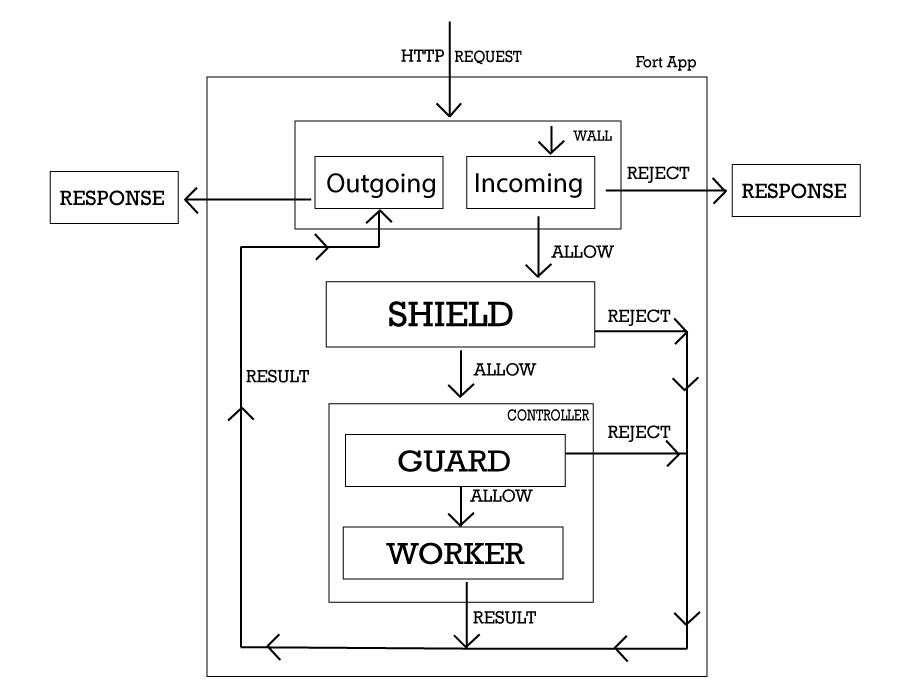 HTTP REQUEST
Fort App
WALL
Outgoing
Incoming
REJECT
RESPONSE
RESPONSE
ALLOW
SHIELD
REJECT
ALLOW
RESULT
CONTROLLER
REJECT
GUARD
ALLOW
WORKER
RESULT